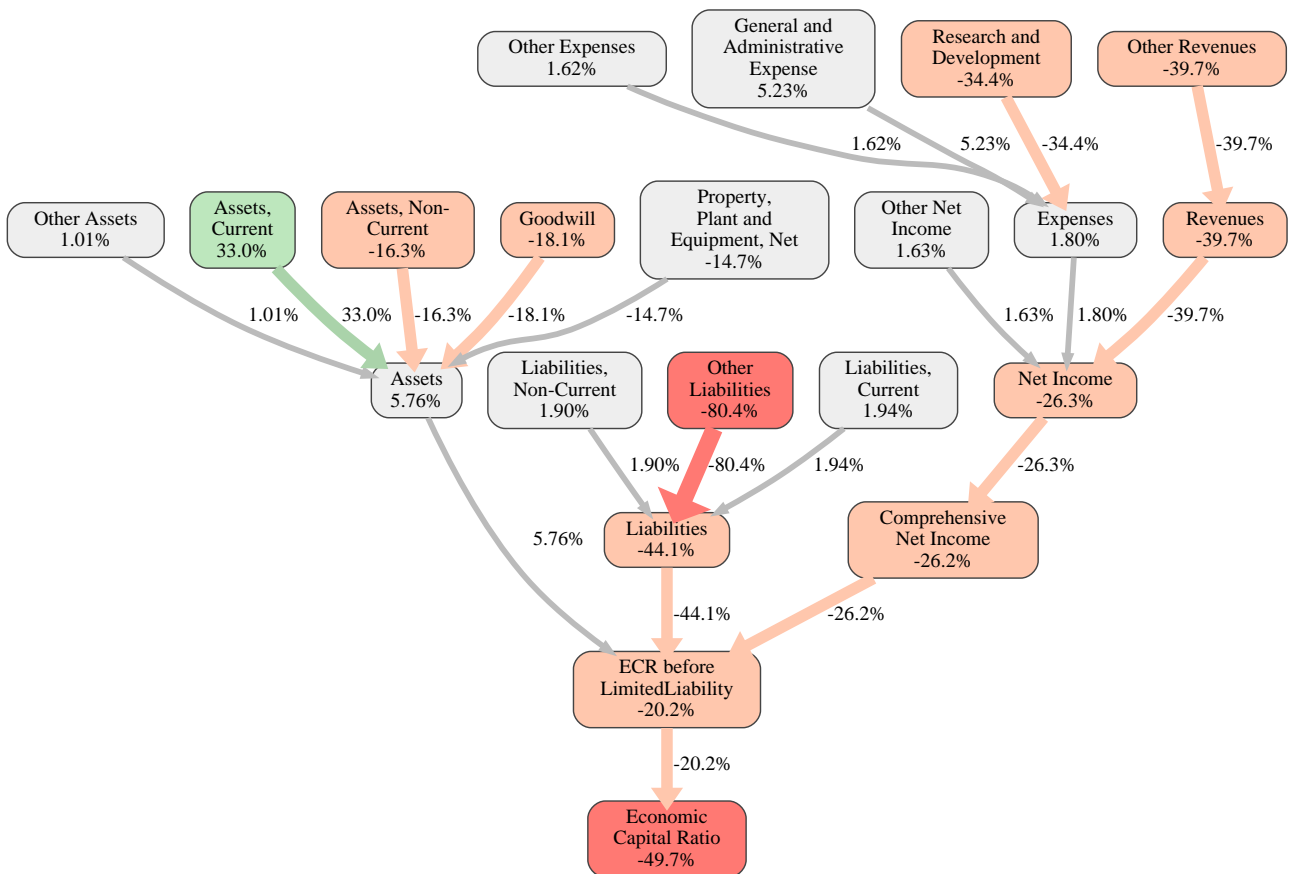 Other Expenses
1.62%
General and
Administrative
Expense
5.23%
Research and
Development
-34.4%
Other Revenues
-39.7%
1.62%
5.23%
-34.4%
-39.7%
Other Assets
1.01%
Assets,
Current
33.0%
Assets, Non-
Current
-16.3%
Goodwill
-18.1%
Property,
Plant and
Equipment, Net
-14.7%
Other Net
Income
1.63%
Expenses
1.80%
Revenues
-39.7%
1.01%
33.0%
-16.3%
-18.1%
-14.7%
1.63%
1.80%
-39.7%
Assets
5.76%
Liabilities,
Non-Current
1.90%
Other
Liabilities
-80.4%
Liabilities,
Current
1.94%
Net Income
-26.3%
1.90%
-80.4%
1.94%
-26.3%
Liabilities
-44.1%
Comprehensive
Net Income
-26.2%
5.76%
-44.1%
-26.2%
ECR before
LimitedLiability
-20.2%
-20.2%
Economic
Capital Ratio
-49.7%